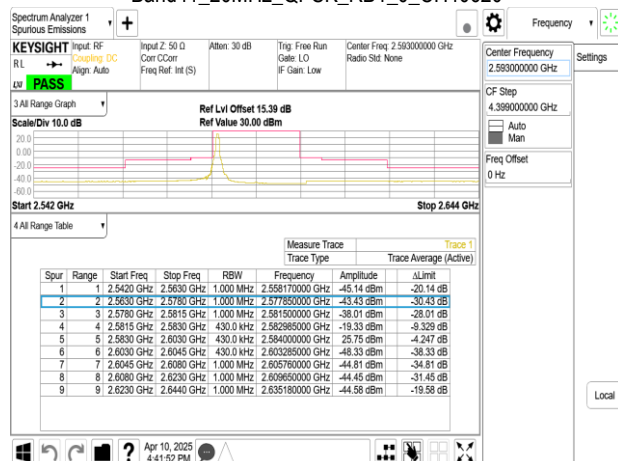 Spectrum Analyzer 1
Spurious Emissions
Frequency
Settings
KEYSIGHT
Input: RF
Coupling: DC
Align: Auto
Input Z: 50 Ω
Corr CCorr
Freq Ref: Int (S)
Atten: 30 dB
Trig: Free Run
Gate: LO
IF Gain: Low
Center Freq: 2.593000000 GHz
Radio Std: None
RL
LXI
PASS
Center Frequency
2.593000000 GHz
CF Step
4.399000000 GHz
Auto
Man
Freq Offset
0 Hz
3 All Range Graph
Scale/Div 10.0 dB
Ref Lvl Offset 15.39 dB
Ref Value 30.00 dBm
20.0
0.00
-20.0
-40.0
-60.0
Start 2.542 GHz
Stop 2.644 GHz
4 All Range Table
Measure Trace Trace 1
Trace Type Trace Average (Active)
Spur Range Start Freq Stop Freq RBW Frequency Amplitude ΔLimit
1 1 2.5420 GHz 2.5630 GHz 1.000 MHz 2.558170000 GHz -45.14 dBm -20.14 dB
2 2 2.5630 GHz 2.5780 GHz 1.000 MHz 2.577850000 GHz -43.43 dBm -30.43 dB
3 3 2.5780 GHz 2.5815 GHz 1.000 MHz 2.581500000 GHz -38.01 dBm -28.01 dB
4 4 2.5815 GHz 2.5830 GHz 430.0 kHz 2.582985000 GHz -19.33 dBm -9.329 dB
5 5 2.5830 GHz 2.6030 GHz 430.0 kHz 2.584000000 GHz 25.75 dBm -4.247 dB
6 6 2.6030 GHz 2.6045 GHz 430.0 kHz 2.603285000 GHz -48.33 dBm -38.33 dB
7 7 2.6045 GHz 2.6080 GHz 1.000 MHz 2.605760000 GHz -44.81 dBm -34.81 dB
8 8 2.6080 GHz 2.6230 GHz 1.000 MHz 2.609650000 GHz -44.45 dBm -31.45 dB
9 9 2.6230 GHz 2.6440 GHz 1.000 MHz 2.635180000 GHz -44.58 dBm -19.58 dB
Local
Apr 10, 2025
4:41:52 PM